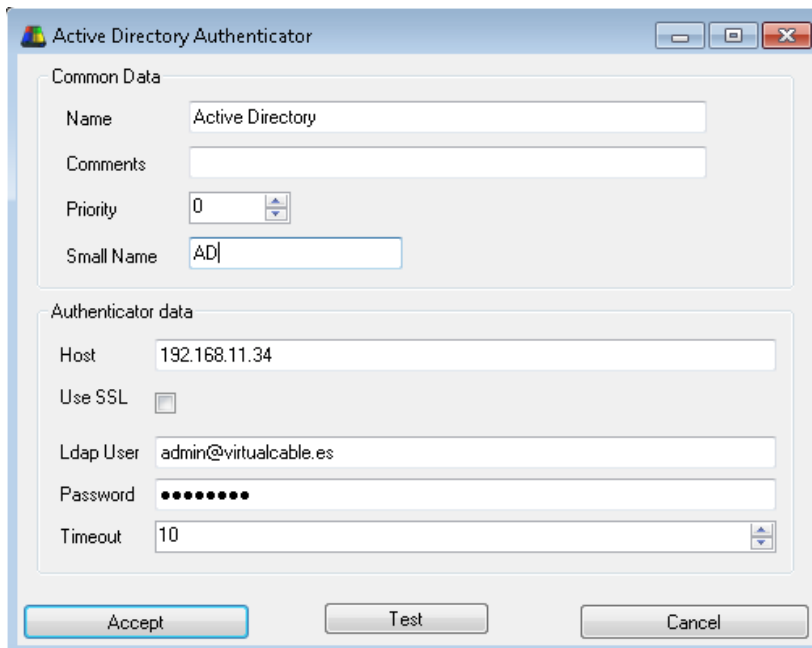 Active Directory Authenticator
Common Data
Name Active Directory
Comments
Priority 0
Small Name AD
Authenticator data
Host 192.168.11.34
Use SSL
Ldap User admin@virtualcable.es
Password ●●●●●●●●
Timeout 10
Accept Test Cancel